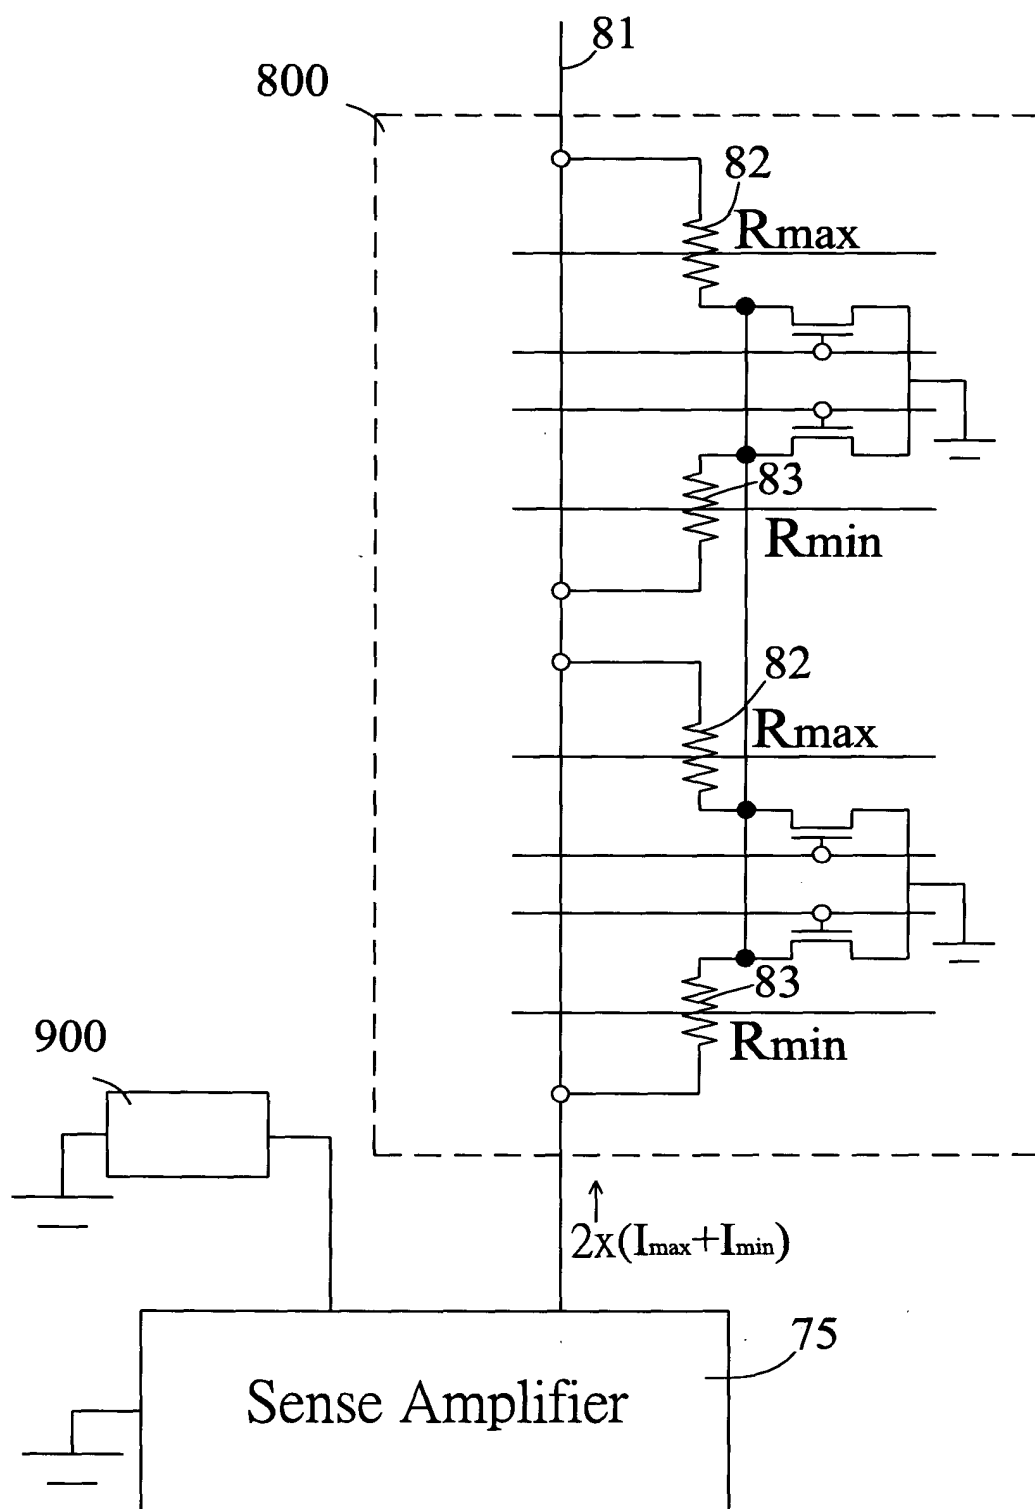 81
800
82
Rmax
83
Rmin
82
Rmax
83
Rmin
900
2x(Imax+Imin)
75
Sense Amplifier